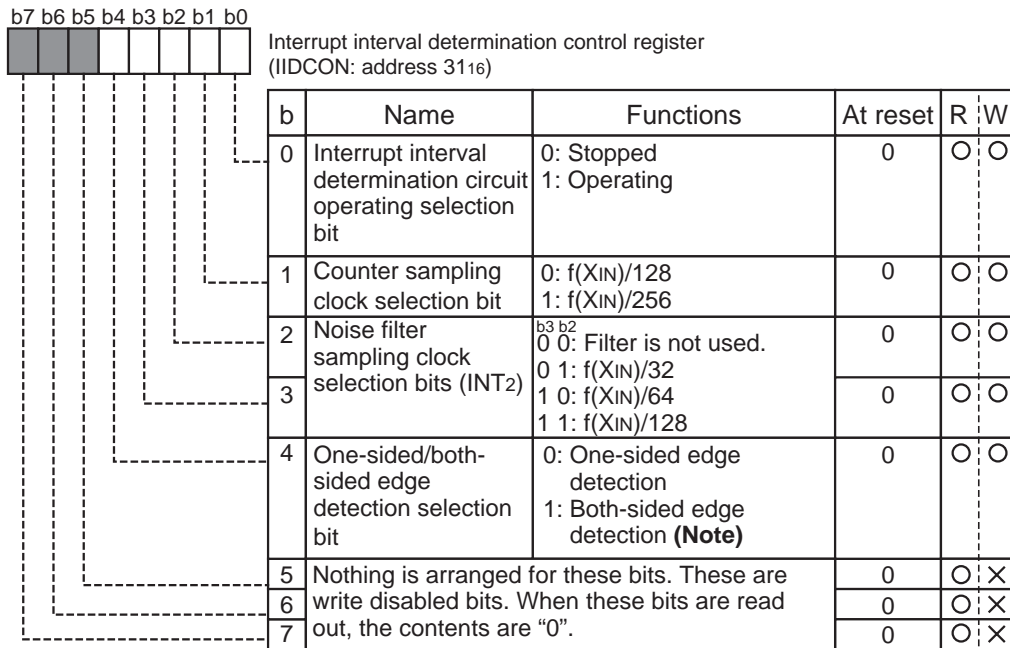 b7 b6 b5 b4 b3 b2 b1 b0
Interrupt interval determination control register
(IIDCON: address 3116)
b Name Functions At reset R W
0 Interrupt interval 0: Stopped 0 O O
determination circuit 1: Operating
operating selection
bit
1 Counter sampling 0: f(XIN)/128 0 O O
clock selection bit 1: f(XIN)/256
2 Noise filter b3 b2 0 O O
sampling clock 0 0: Filter is not used.
selection bits (INT2) 0 1: f(XIN)/32
3 1 0: f(XIN)/64 0 O O
1 1: f(XIN)/128
4 One-sided/both- 0: One-sided edge 0 O O
sided edge detection
detection selection 1: Both-sided edge
bit detection (Note)
5 Nothing is arranged for these bits. These are 0 O X
6 write disabled bits. When these bits are read 0 O X
7 out, the contents are “0”. 0 O X